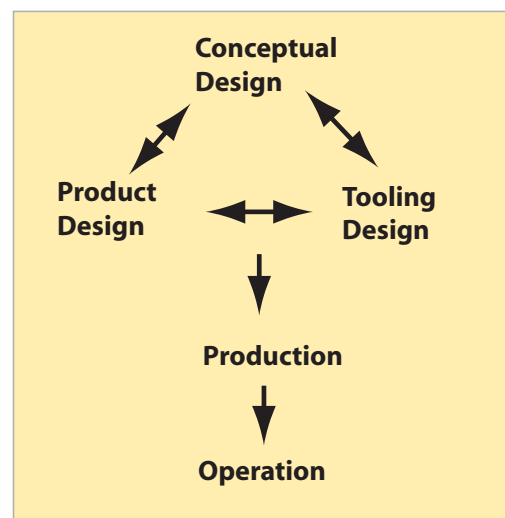 Conceptual
Design
Product
Design
Tooling
Design
Production
Operation